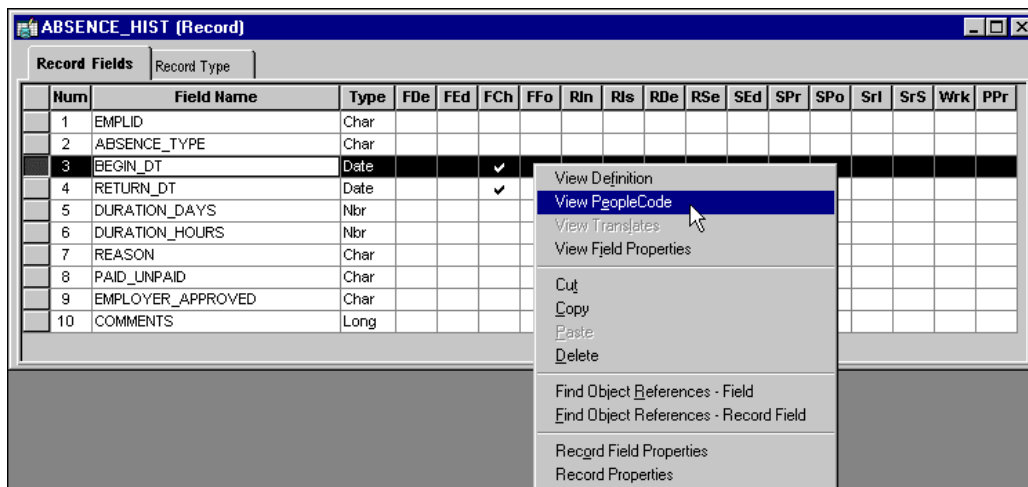 ABSENCE_HIST (Record)
Record Fields Record Type
Num Field Name Type FDe FEd FCh FFo RIn RIs RDe RSe SEd SPr SPo SrI SrS Wrk PPr
1 EMPLID Char
2 ABSENCE_TYPE Char
3 BEGIN_DT Date
4 RETURN_DT Date
5 DURATION_DAYS Nbr
6 DURATION_HOURS Nbr
7 REASON Char
8 PAID_UNPAID Char
9 EMPLOYER_APPROVED Char
10 COMMENTS Long
View Definition
View PeopleCode
View Translates
View Field Properties
Cut
Copy
Paste
Delete
Find Object References - Field
Find Object References - Record Field
Record Field Properties
Record Properties